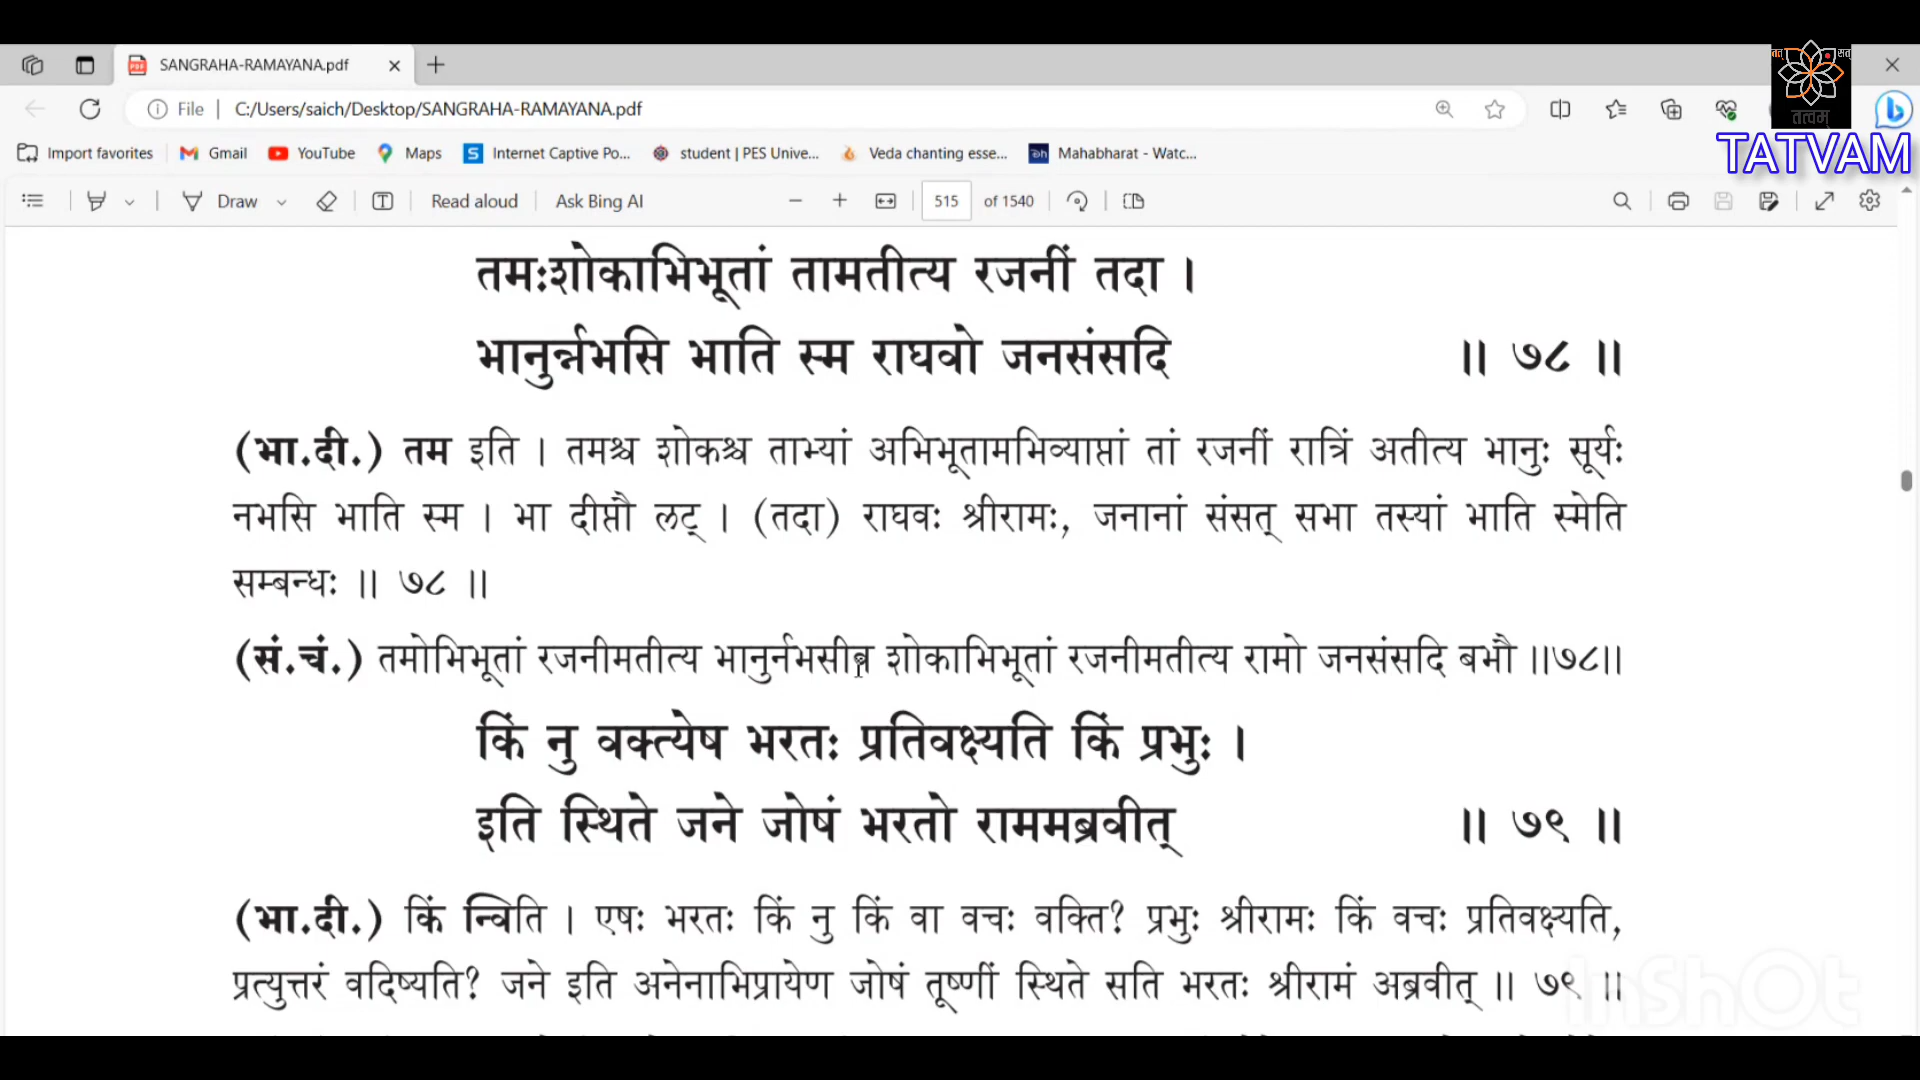 SANGRAHA-RAMAYANA.pdf
File C:/Users/saich/Desktop/SANGRAHA-RAMAYANA.pdf
तत् सत्
तत्वम्
TATVAM
Import favorites Gmail YouTube Maps Internet Captive Po... student | PES Unive... Veda chanting esse... Mahabharat - Watc...
Draw Read aloud Ask Bing AI 515 of 1540
तमःशोकाभिभूतां तामतीत्य रजनीं तदा ।
भानुर्न्नभसि भाति स्म राघवो जनसंसदि ॥ ७८ ॥
(भा.दी.) तम इति । तमश्च शोकश्च ताभ्यां अभिभूतामभिव्याप्तां तां रजनीं रात्रिं अतीत्य भानुः सूर्यः
नभसि भाति स्म । भा दीप्तौ लट् । (तदा) राघवः श्रीरामः, जनानां संसत् सभा तस्यां भाति स्मेति
सम्बन्धः ॥ ७८ ॥
(सं.चं.) तमोभिभूतां रजनीमतीत्य भानुर्नभसीव शोकाभिभूतां रजनीमतीत्य रामो जनसंसदि बभौ ॥७८॥
किं नु वक्त्येष भरतः प्रतिवक्ष्यति किं प्रभुः ।
इति स्थिते जने जोषं भरतो राममब्रवीत् ॥ ७९ ॥
(भा.दी.) किं न्विति । एषः भरतः किं नु किं वा वचः वक्ति? प्रभुः श्रीरामः किं वचः प्रतिवक्ष्यति,
प्रत्युत्तरं वदिष्यति? जने इति अनेनाभिप्रायेण जोषं तूष्णीं स्थिते सति भरतः श्रीरामं अब्रवीत् ॥ ७९ ॥
InShOt